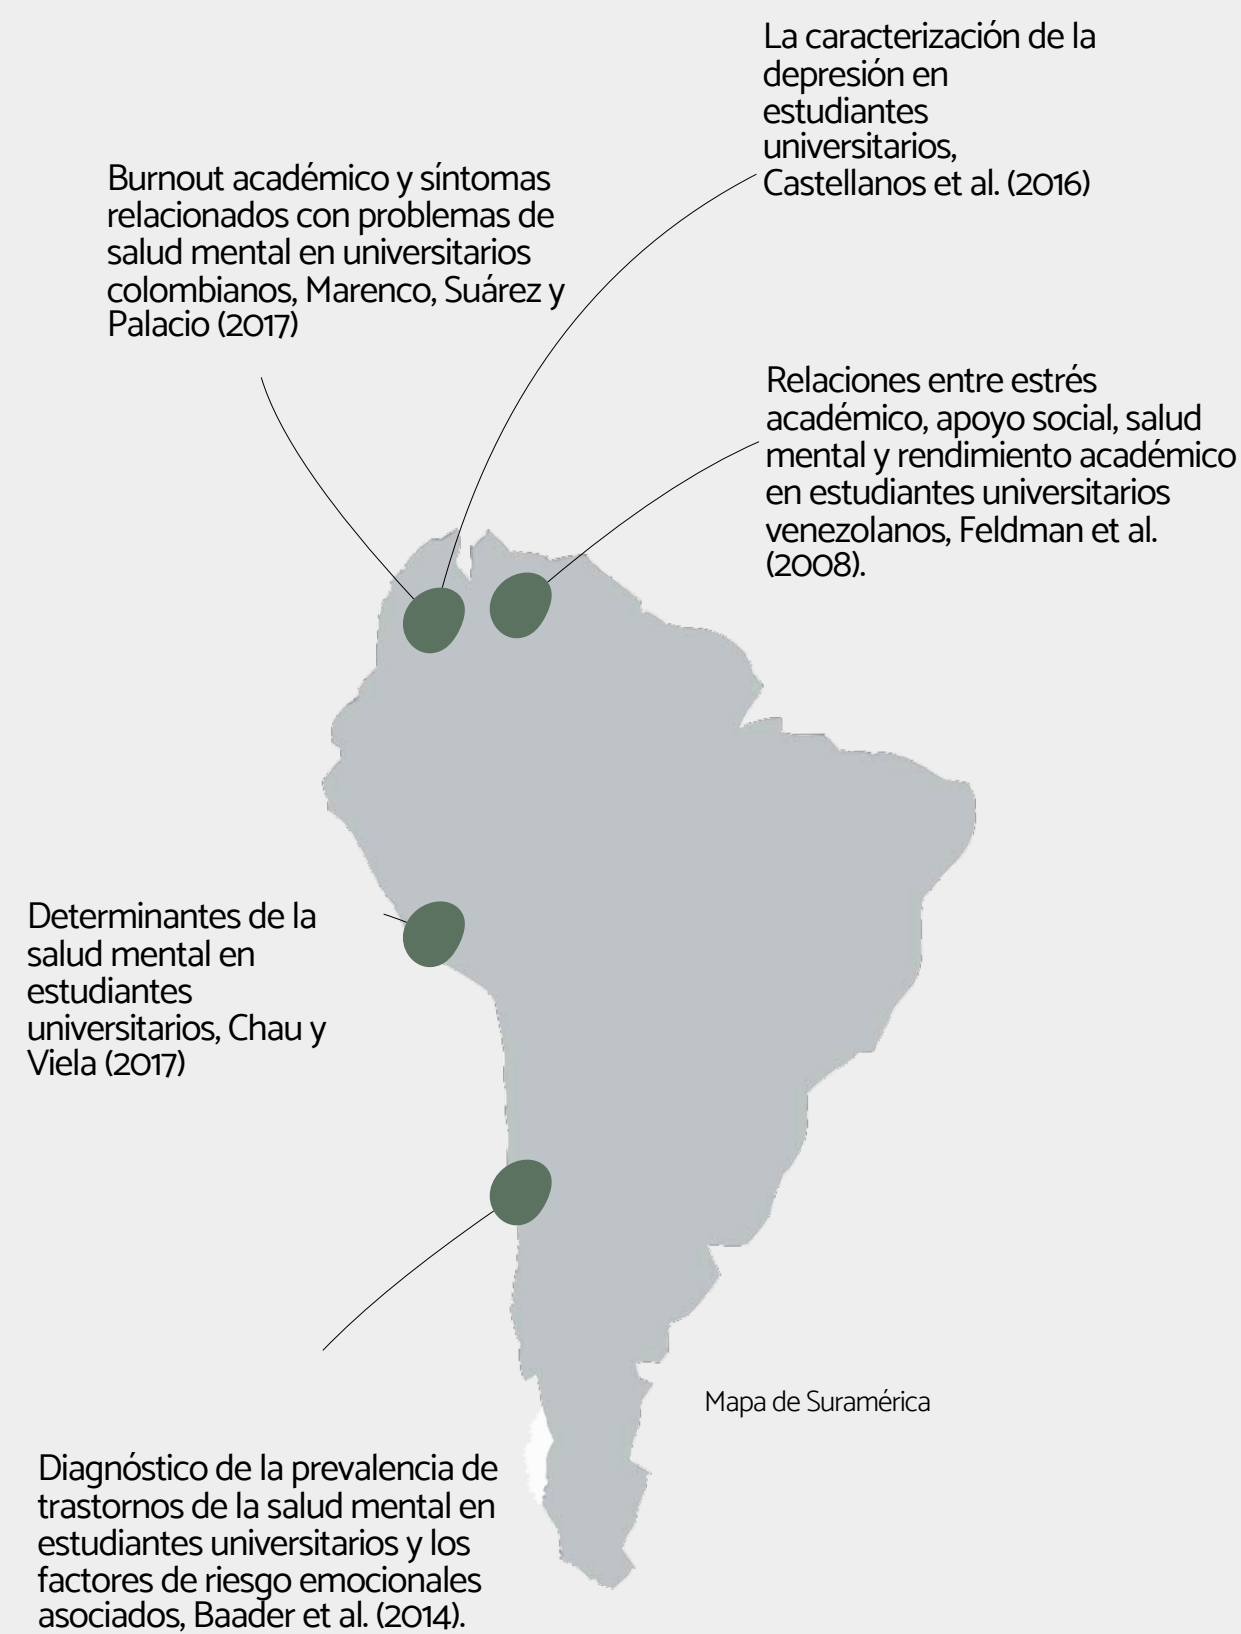 La caracterización de la
depresión en
estudiantes
universitarios,
Castellanos et al. (2016)
Burnout académico y síntomas
relacionados con problemas de
salud mental en universitarios
colombianos, Marenco, Suárez y
Palacio (2017)
Relaciones entre estrés
académico, apoyo social, salud
mental y rendimiento académico
en estudiantes universitarios
venezolanos, Feldman et al.
(2008).
Determinantes de la
salud mental en
estudiantes
universitarios, Chau y
Viela (2017)
Mapa de Suramérica
Diagnóstico de la prevalencia de
trastornos de la salud mental en
estudiantes universitarios y los
factores de riesgo emocionales
asociados, Baader et al. (2014).